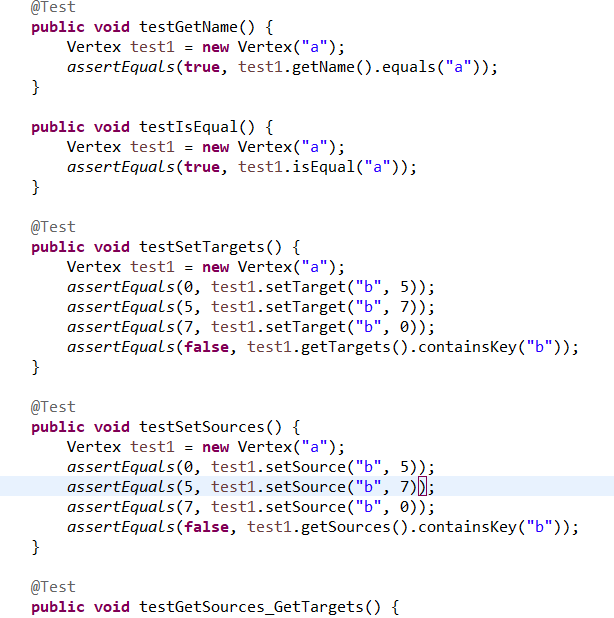 @Test
public void testGetName() {
    Vertex test1 = new Vertex("a");
    assertEquals(true, test1.getName().equals("a"));
}

public void testIsEqual() {
    Vertex test1 = new Vertex("a");
    assertEquals(true, test1.isEqual("a"));
}

@Test
public void testSetTargets() {
    Vertex test1 = new Vertex("a");
    assertEquals(0, test1.setTarget("b", 5));
    assertEquals(5, test1.setTarget("b", 7));
    assertEquals(7, test1.setTarget("b", 0));
    assertEquals(false, test1.getTargets().containsKey("b"));
}

@Test
public void testSetSources() {
    Vertex test1 = new Vertex("a");
    assertEquals(0, test1.setSource("b", 5));
    assertEquals(5, test1.setSource("b", 7));
    assertEquals(7, test1.setSource("b", 0));
    assertEquals(false, test1.getSources().containsKey("b"));
}

@Test
public void testGetSources_GetTargets() {